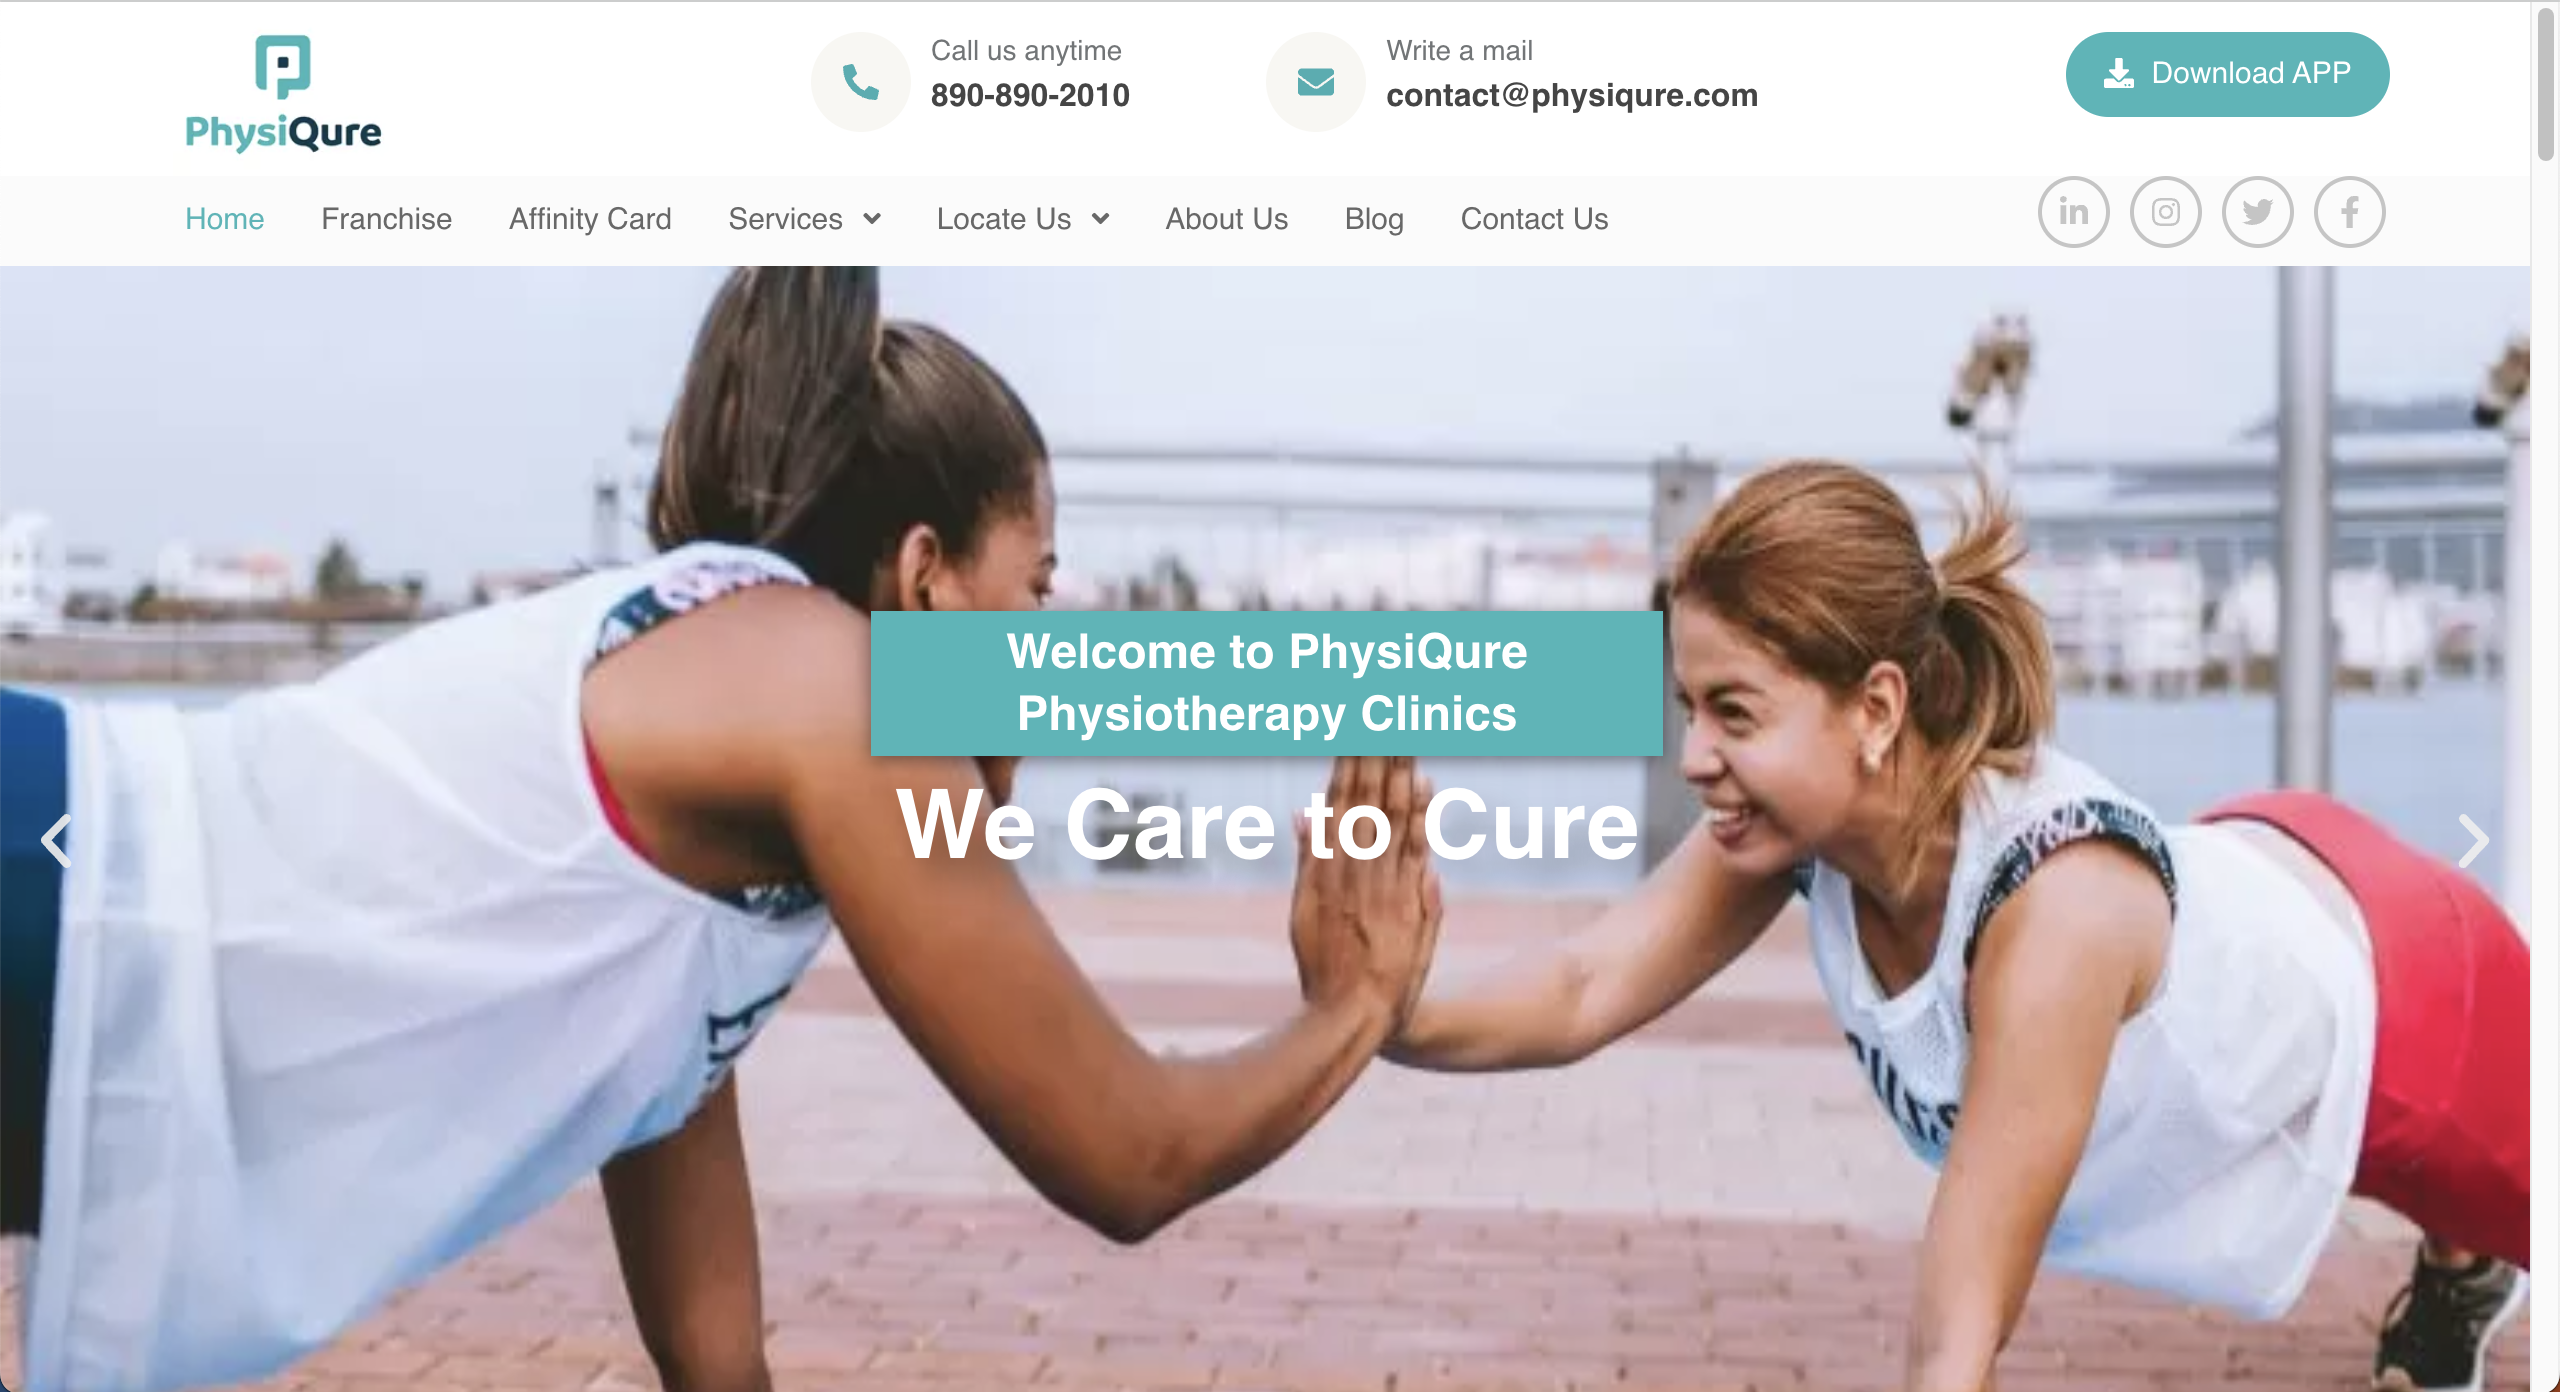 PhysiQure
Call us anytime
890-890-2010
Write a mail
contact@physiqure.com
Download APP
Home
Franchise
Affinity Card
Services
Locate Us
About Us
Blog
Contact Us
Welcome to PhysiQure
Physiotherapy Clinics
We Care to Cure